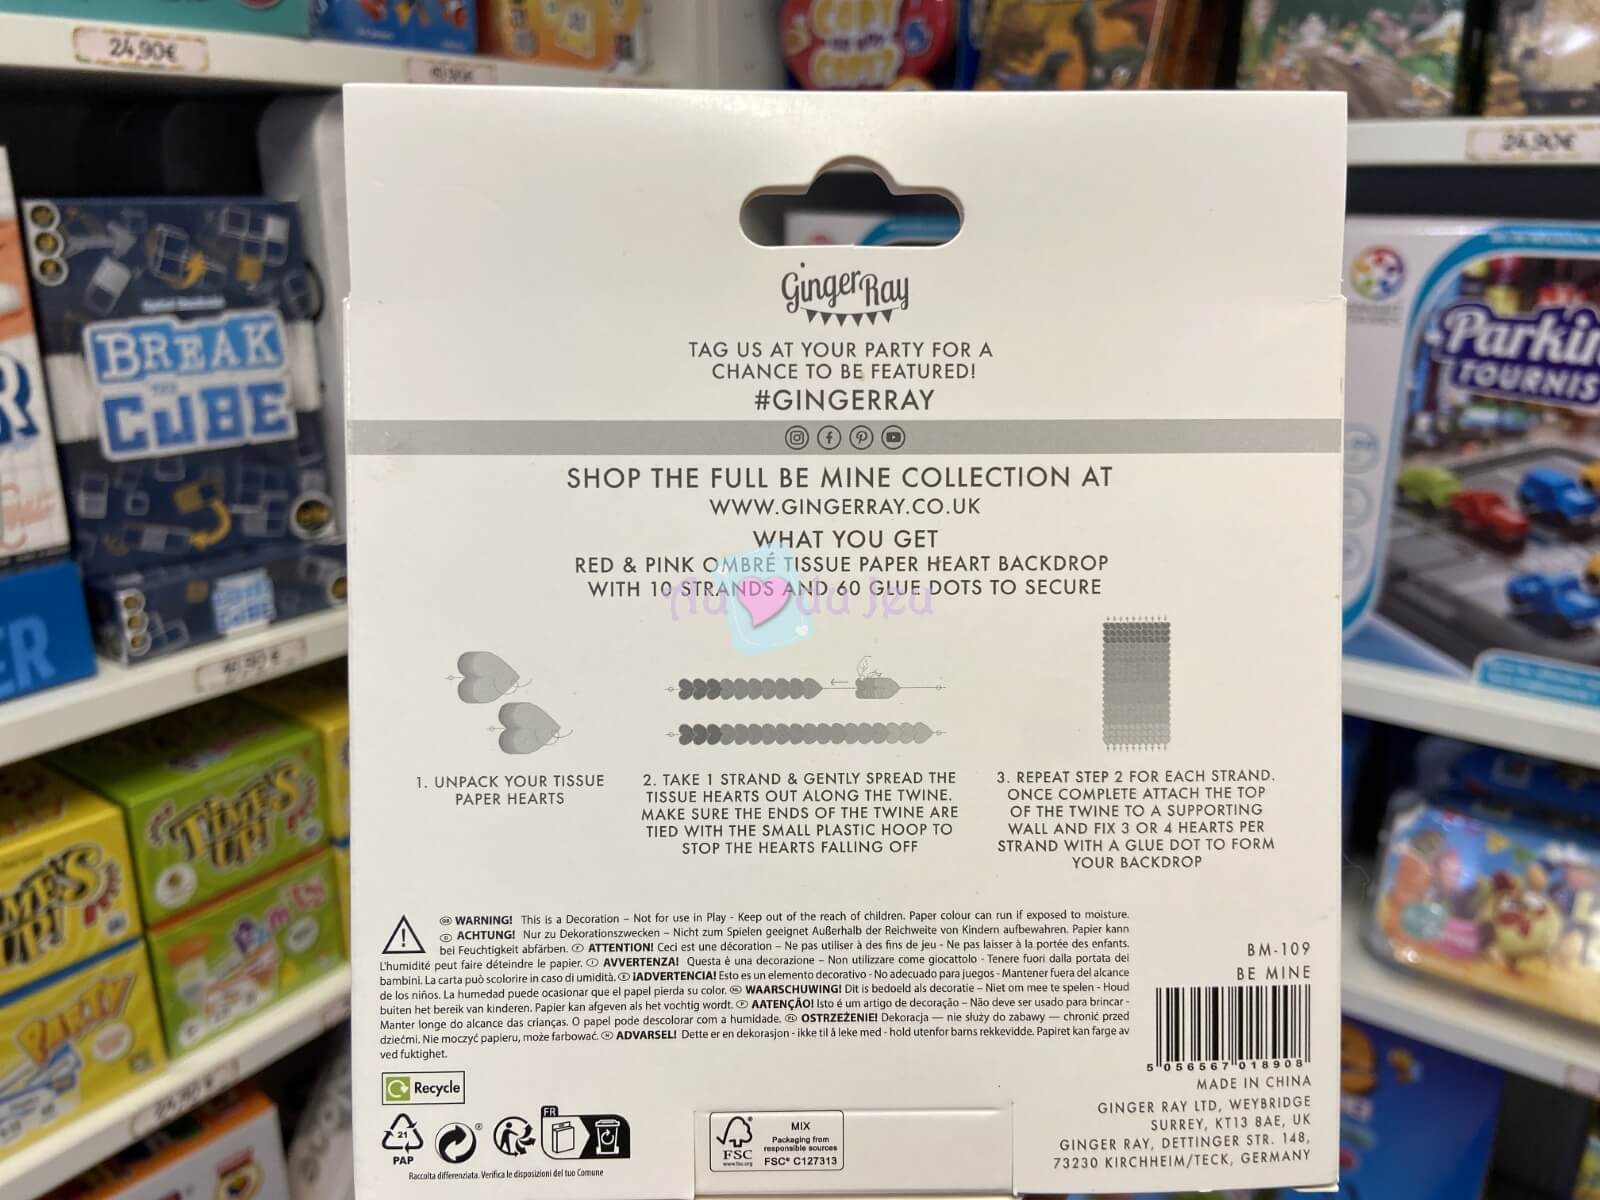 24,90€
24,90€
BREAK
THE
CUBE
Parkin
TOURNIS
GingerRay
TAG US AT YOUR PARTY FOR A
CHANCE TO BE FEATURED!
#GINGERRAY
SHOP THE FULL BE MINE COLLECTION AT
WWW.GINGERRAY.CO.UK
WHAT YOU GET
RED & PINK OMBRÉ TISSUE PAPER HEART BACKDROP
WITH 10 STRANDS AND 60 GLUE DOTS TO SECURE
Au du Jeu
1. UNPACK YOUR TISSUE
PAPER HEARTS
2. TAKE 1 STRAND & GENTLY SPREAD THE
TISSUE HEARTS OUT ALONG THE TWINE.
MAKE SURE THE ENDS OF THE TWINE ARE
TIED WITH THE SMALL PLASTIC HOOP TO
STOP THE HEARTS FALLING OFF
3. REPEAT STEP 2 FOR EACH STRAND.
ONCE COMPLETE ATTACH THE TOP
OF THE TWINE TO A SUPPORTING
WALL AND FIX 3 OR 4 HEARTS PER
STRAND WITH A GLUE DOT TO FORM
YOUR BACKDROP
WARNING! This is a Decoration – Not for use in Play - Keep out of the reach of children. Paper colour can run if exposed to moisture.
ACHTUNG! Nur zu Dekorationszwecken – Nicht zum Spielen geeignet Außerhalb der Reichweite von Kindern aufbewahren. Papier kann
bei Feuchtigkeit abfärben. ATTENTION! Ceci est une décoration – Ne pas utiliser à des fins de jeu - Ne pas laisser à la portée des enfants.
L'humidité peut faire déteindre le papier. AVVERTENZA! Questa è una decorazione – Non utilizzare come giocattolo - Tenere fuori dalla portata dei
bambini. La carta può scolorire in caso di umidità. ¡ADVERTENCIA! Esto es un elemento decorativo - No adecuado para juegos - Mantener fuera del alcance
de los niños. La humedad puede ocasionar que el papel pierda su color. WAARSCHUWING! Dit is bedoeld als decoratie – Niet om mee te spelen - Houd
buiten het bereik van kinderen. Papier kan afgeven als het vochtig wordt. AATENÇÃO! Isto é um artigo de decoração – Não deve ser usado para brincar -
Manter longe do alcance das crianças. O papel pode descolorar com a humidade. OSTRZEŻENIE! Dekoracja — nie służy do zabawy — chronić przed
dziećmi. Nie moczyć papieru, może farbować. ADVARSEL! Dette er en dekorasjon - ikke til å leke med - hold utenfor barns rekkevidde. Papiret kan farge av
ved fuktighet.
BM-109
BE MINE
5 056567 018908
MADE IN CHINA
GINGER RAY LTD, WEYBRIDGE
SURREY, KT13 8AE, UK
GINGER RAY, DETTINGER STR. 148,
73230 KIRCHHEIM/TECK, GERMANY
Recycle
21
PAP
FR
Raccolta differenziata. Verifica le disposizioni del tuo Comune
FSC
www.fsc.org
MIX
Packaging from
responsible sources
FSC® C127313
TIME'S
UP!
FAMILY
PARTY